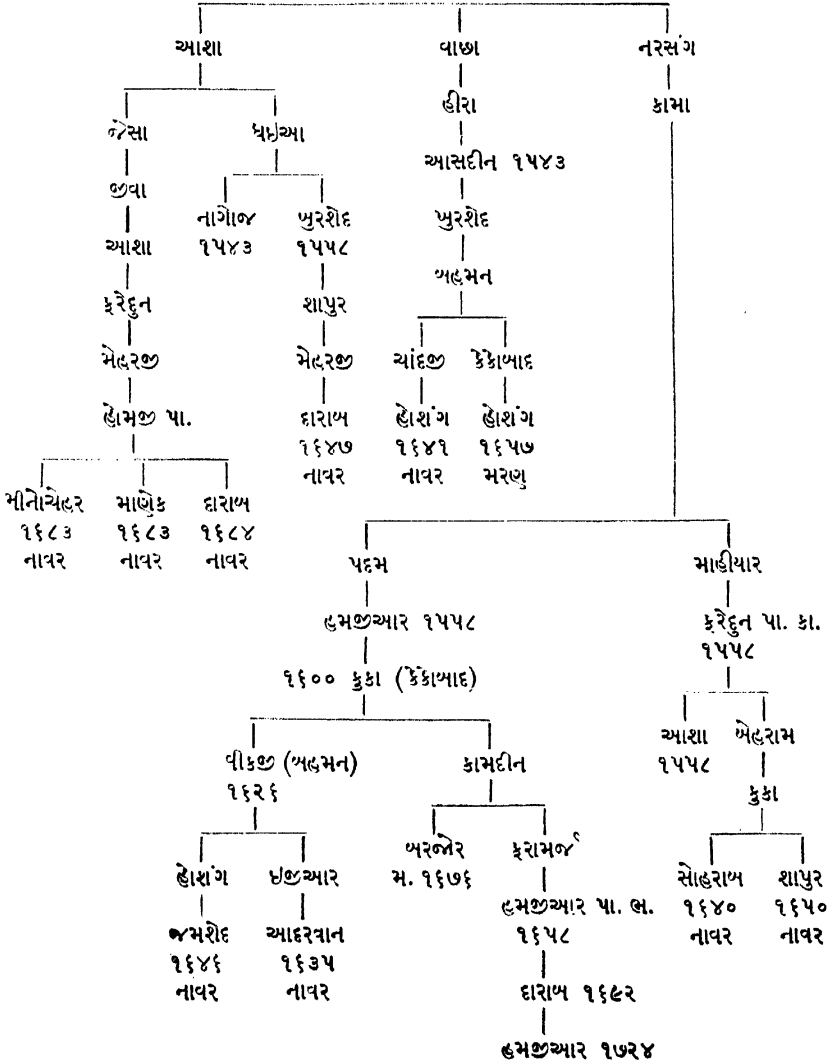 આશા વાછા નરસંગ
હીરા કામા
જેસા ધઇઆ
આસદીન ૧૫૪૩
જીવા
નાગોજ ખુરશેદ ખુરશેદ
આશા ૧૫૪૩ ૧૫૫૮
બહમન
ફરેદુન શાપુર
મેહરજી મેહરજી ચાંદજી કેકોબાદ
હોમજી પા. દારાબ હોશંગ હોશંગ
૧૬૪૭ ૧૬૪૧ ૧૬૫૭
નાવર નાવર મરણ
મીનોચેહર માણેક દારાબ
૧૬૮૩ ૧૬૮૩ ૧૬૮૪
નાવર નાવર નાવર
પદમ માહીયાર
હમજીઆર ૧૫૫૮ ફરેદુન પા. કા.
૧૫૫૮
૧૬૦૦ કુકા (કેકોબાદ)
આશા બેહરામ
૧૫૫૮
વીકજી (બહમન) કામદીન
૧૬૨૬ કુકા
બરજોર ફરામર્જ
હોશંગ ઇજીઆર મ. ૧૬૭૬ સોહરાબ શાપુર
હમજીઆર પા. ભ. ૧૬૪૦ ૧૬૫૦
જમશેદ આદરવાન ૧૬૫૮ નાવર નાવર
૧૬૪૬ ૧૬૩૫
નાવર નાવર દારાબ ૧૬૯૨
હમજીઆર ૧૭૨૪